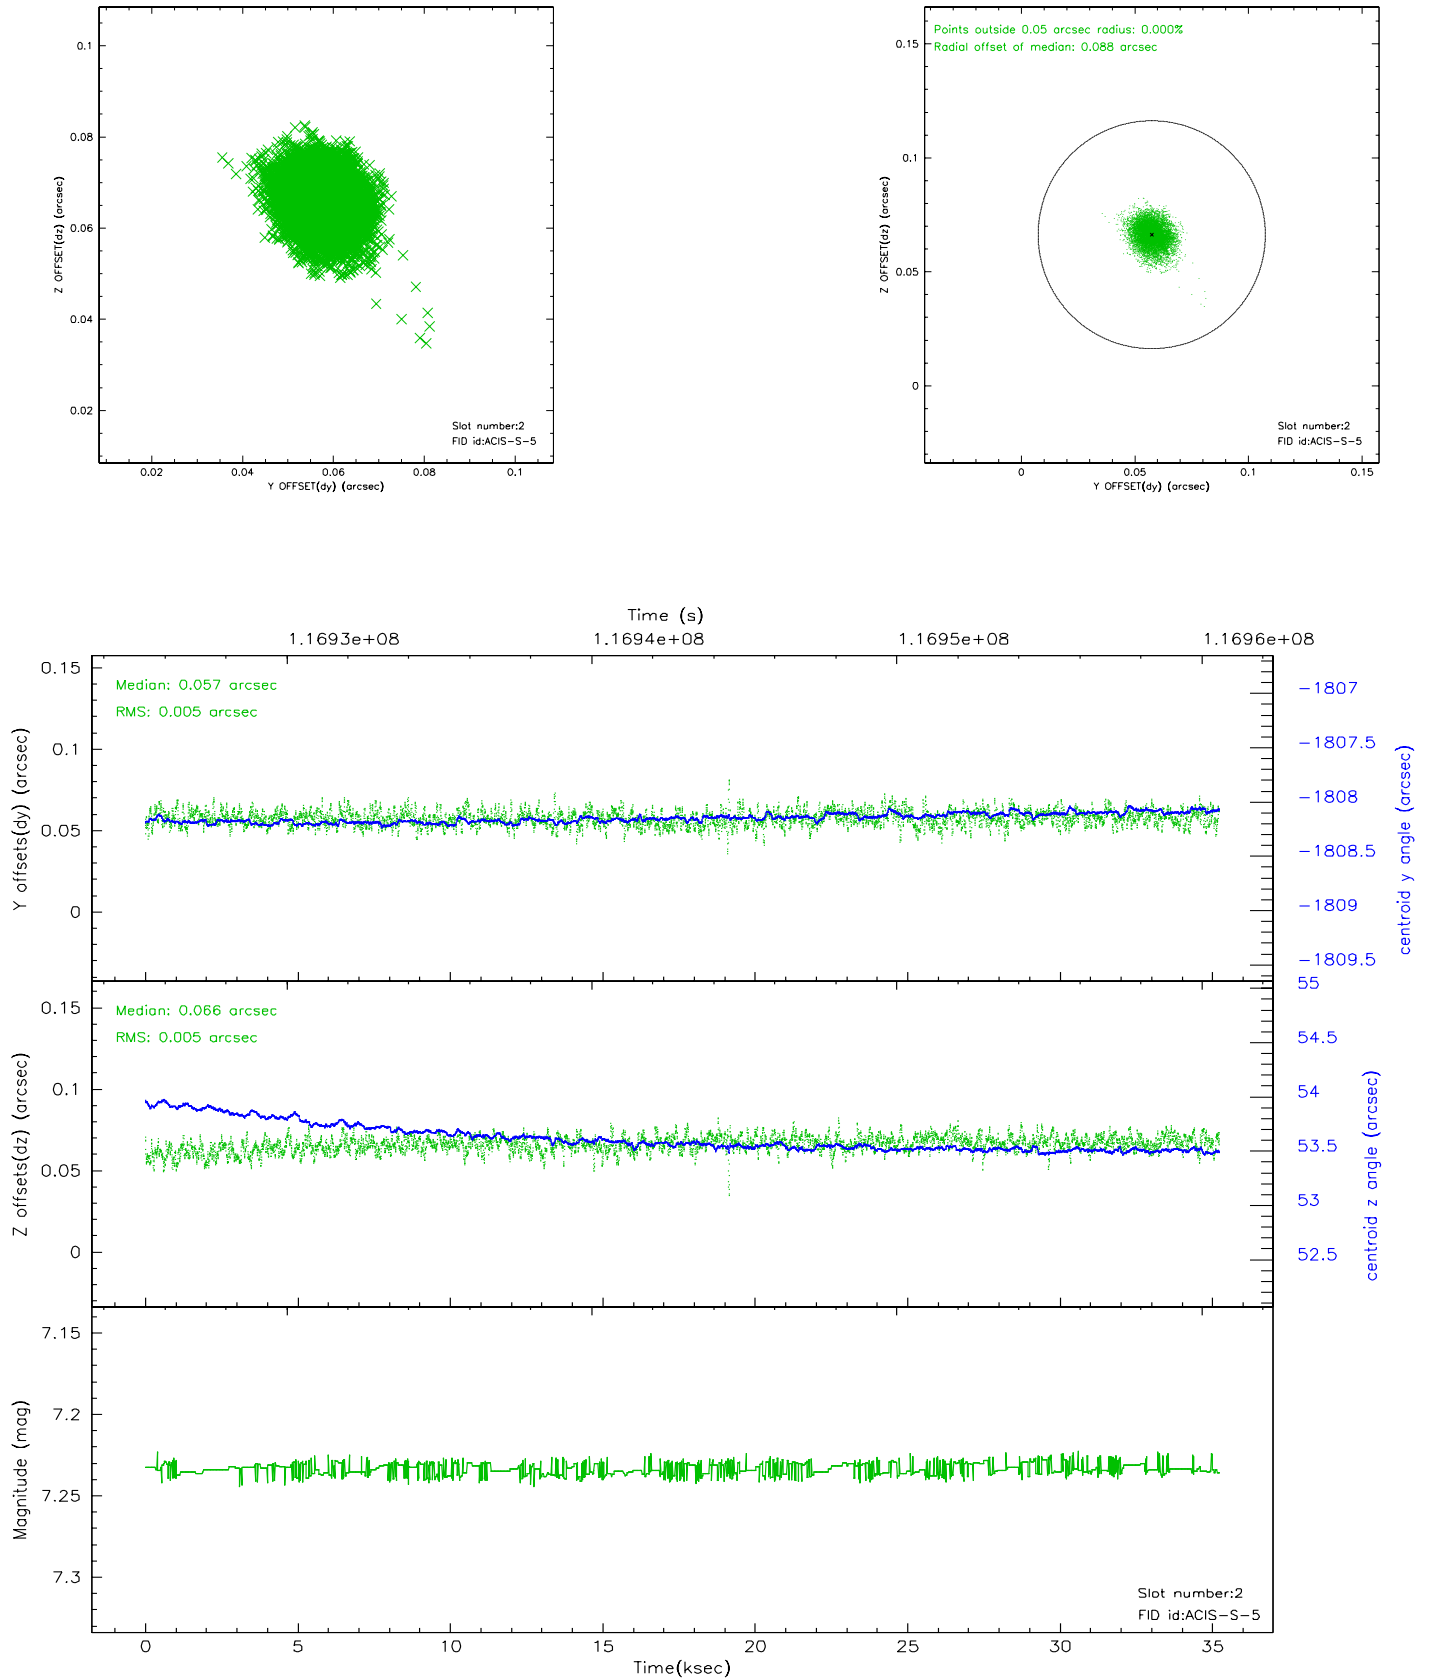 0.1
0.08
0.06
0.04
0.02
Z OFFSET(dz) (arcsec)
Slot number:2
FID id:ACIS-S-5
0.02 0.04 0.06 0.08 0.1
Y OFFSET(dy) (arcsec)
Points outside 0.05 arcsec radius: 0.000%
Radial offset of median: 0.088 arcsec
0.15
0.1
0.05
0
Z OFFSET(dz) (arcsec)
Slot number:2
FID id:ACIS-S-5
0 0.05 0.1 0.15
Y OFFSET(dy) (arcsec)
Time (s)
1.1693e+08 1.1694e+08 1.1695e+08 1.1696e+08
Median: 0.057 arcsec
RMS: 0.005 arcsec
0.15
0.1
0.05
0
Y offsets(dy) (arcsec)
-1807
-1807.5
-1808
-1808.5
-1809
-1809.5
centroid y angle (arcsec)
Median: 0.066 arcsec
RMS: 0.005 arcsec
0.15
0.1
0.05
0
Z offsets(dz) (arcsec)
55
54.5
54
53.5
53
52.5
centroid z angle (arcsec)
7.15
7.2
7.25
7.3
Magnitude (mag)
Slot number:2
FID id:ACIS-S-5
0 5 10 15 20 25 30 35
Time(ksec)